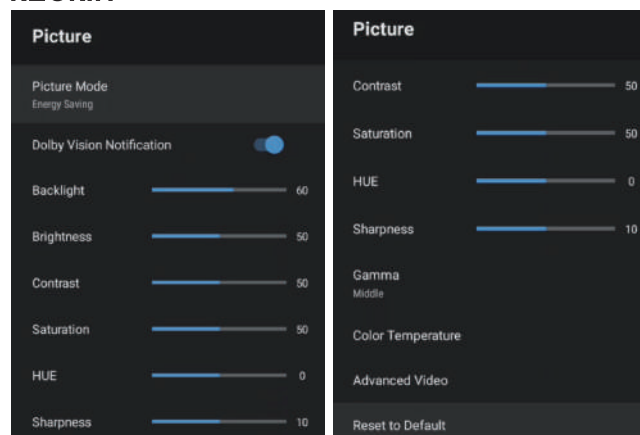 Picture
Picture Mode
Energy Saving
Dolby Vision Notification
Backlight 60
Brightness 50
Contrast 50
Saturation 50
HUE 0
Sharpness 10
Picture
Contrast 50
Saturation 50
HUE 0
Sharpness 10
Gamma
Middle
Color Temperature
Advanced Video
Reset to Default